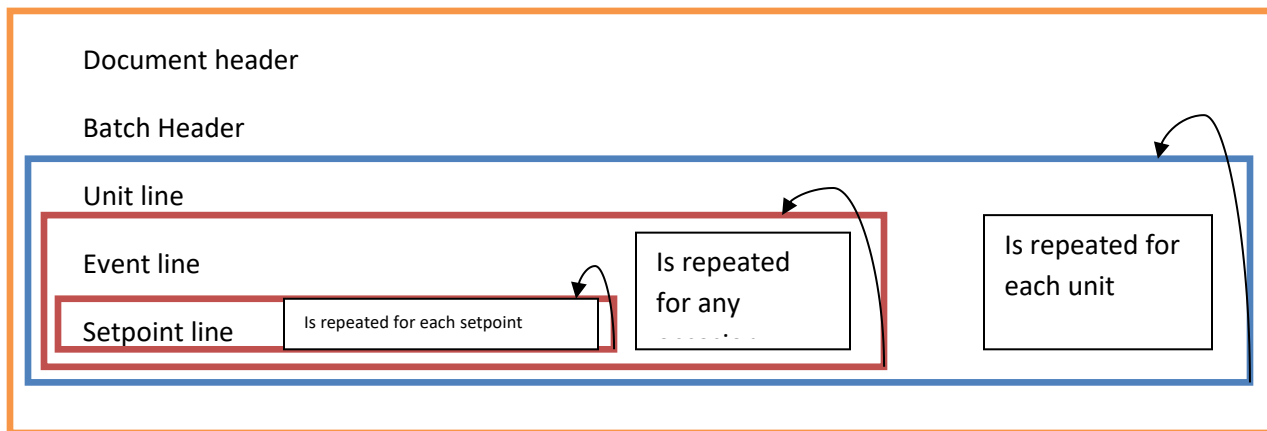 Document header
Batch Header
Unit line
Event line
Setpoint line
Is repeated for each setpoint
Is repeated
for any
Is repeated for
each unit